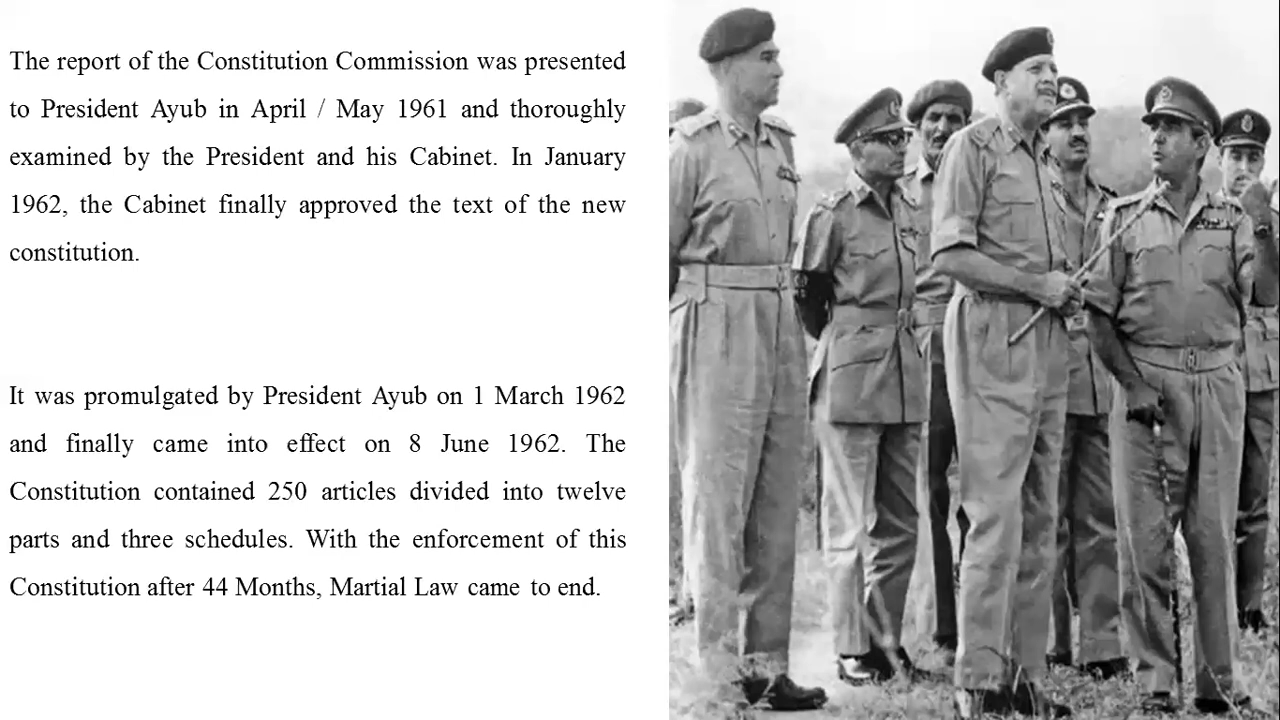 The report of the Constitution Commission was presented
to President Ayub in April / May 1961 and thoroughly
examined by the President and his Cabinet. In January
1962, the Cabinet finally approved the text of the new
constitution.
It was promulgated by President Ayub on 1 March 1962
and finally came into effect on 8 June 1962. The
Constitution contained 250 articles divided into twelve
parts and three schedules. With the enforcement of this
Constitution after 44 Months, Martial Law came to end.